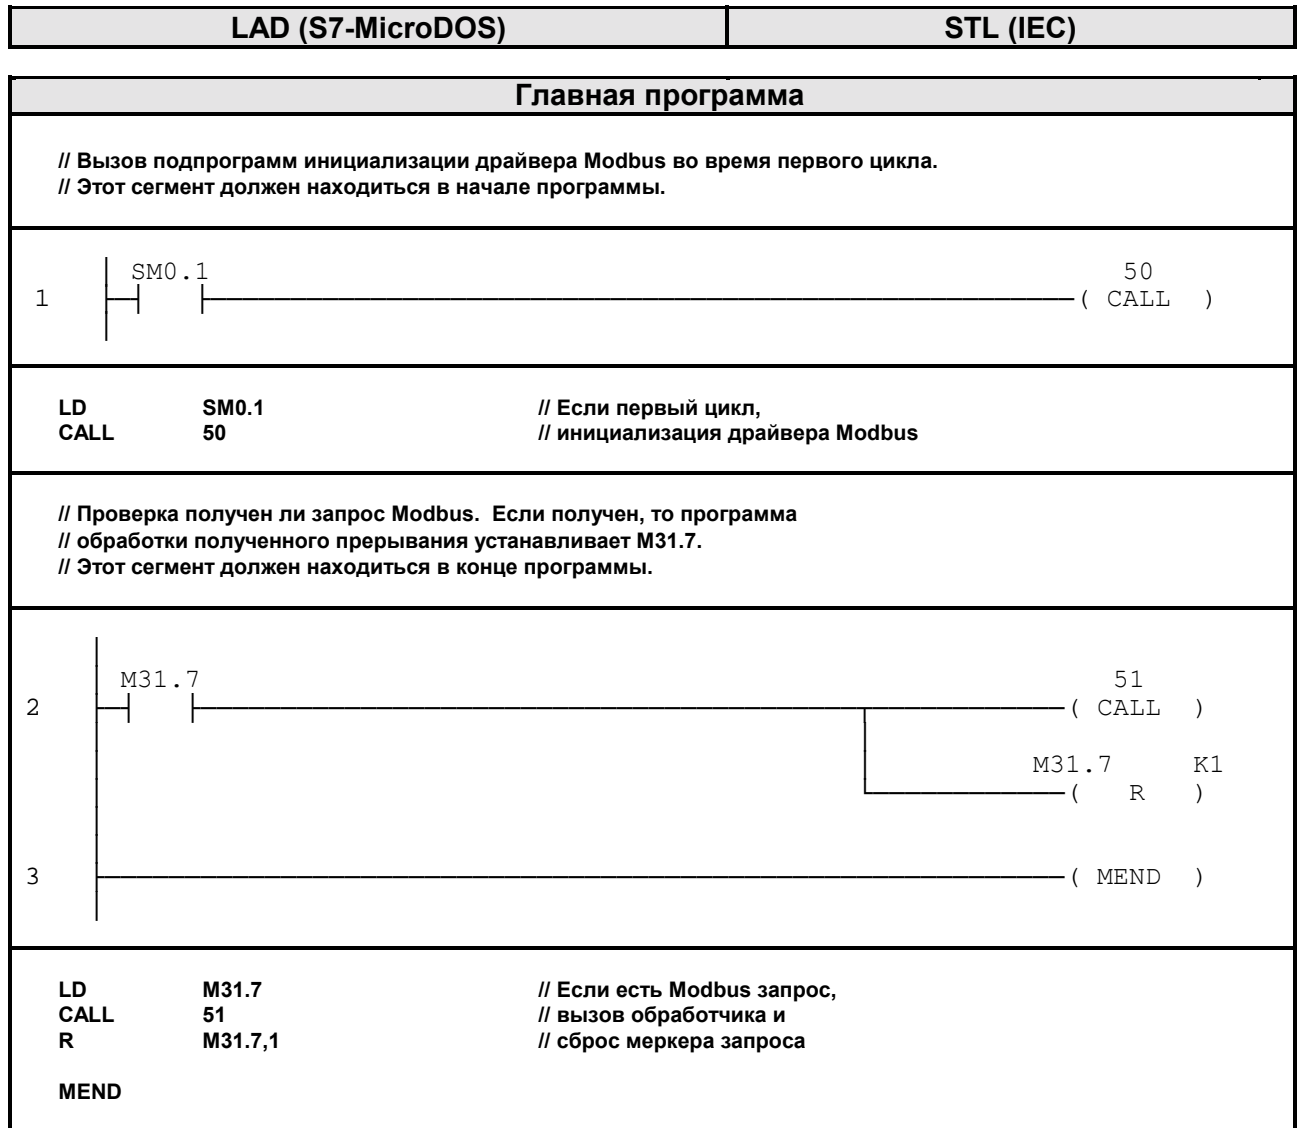 LAD (S7-MicroDOS) STL (IEC)
Главная программа
// Вызов подпрограмм инициализации драйвера Modbus во время первого цикла.
// Этот сегмент должен находиться в начале программы.
SM0.1 50
1 ( CALL )
LD SM0.1 // Если первый цикл,
CALL 50 // инициализация драйвера Modbus
// Проверка получен ли запрос Modbus. Если получен, то программа
// обработки полученного прерывания устанавливает M31.7.
// Этот сегмент должен находиться в конце программы.
M31.7 51
2 ( CALL )
M31.7 K1
( R )
3 ( MEND )
LD M31.7 // Если есть Modbus запрос,
CALL 51 // вызов обработчика и
R M31.7,1 // сброс меркера запроса
MEND